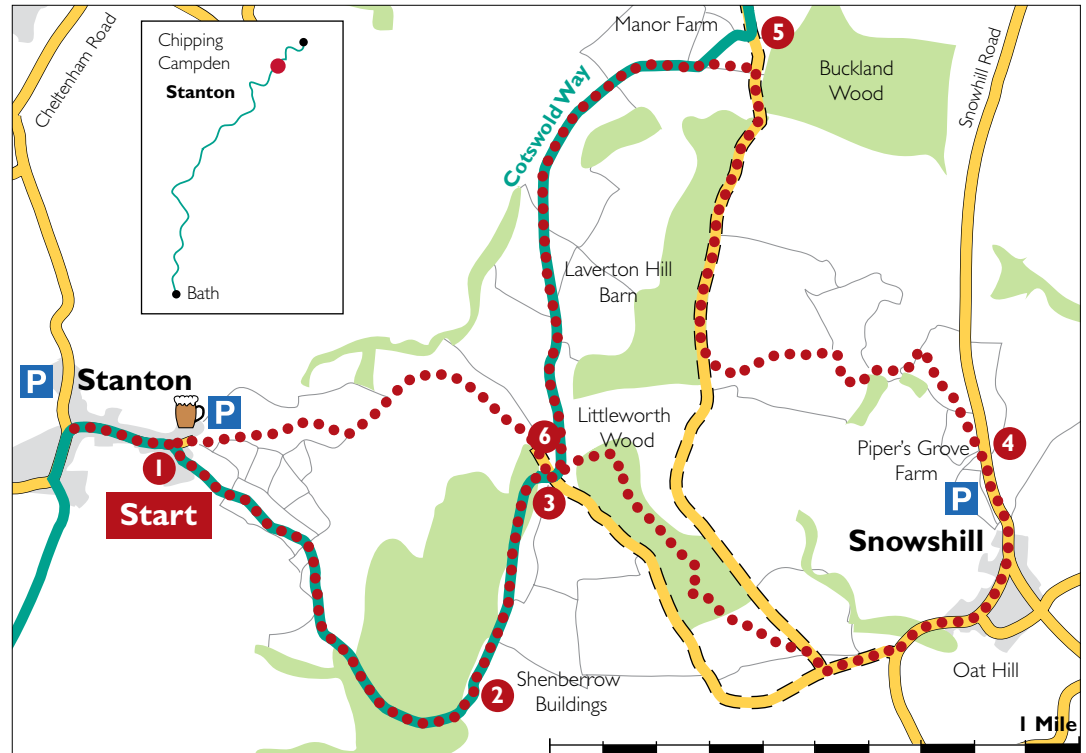 Cheltenham Road
Chipping
Campden
Stanton
Bath
Manor Farm
5
Buckland
Wood
Snowhill Road
Cotswold Way
Laverton Hill
Barn
P
Stanton
P
1
Start
6
3
Littleworth
Wood
4
Piper's Grove
Farm
P
Snowshill
2
Shenberrow
Buildings
Oat Hill
1 Mile